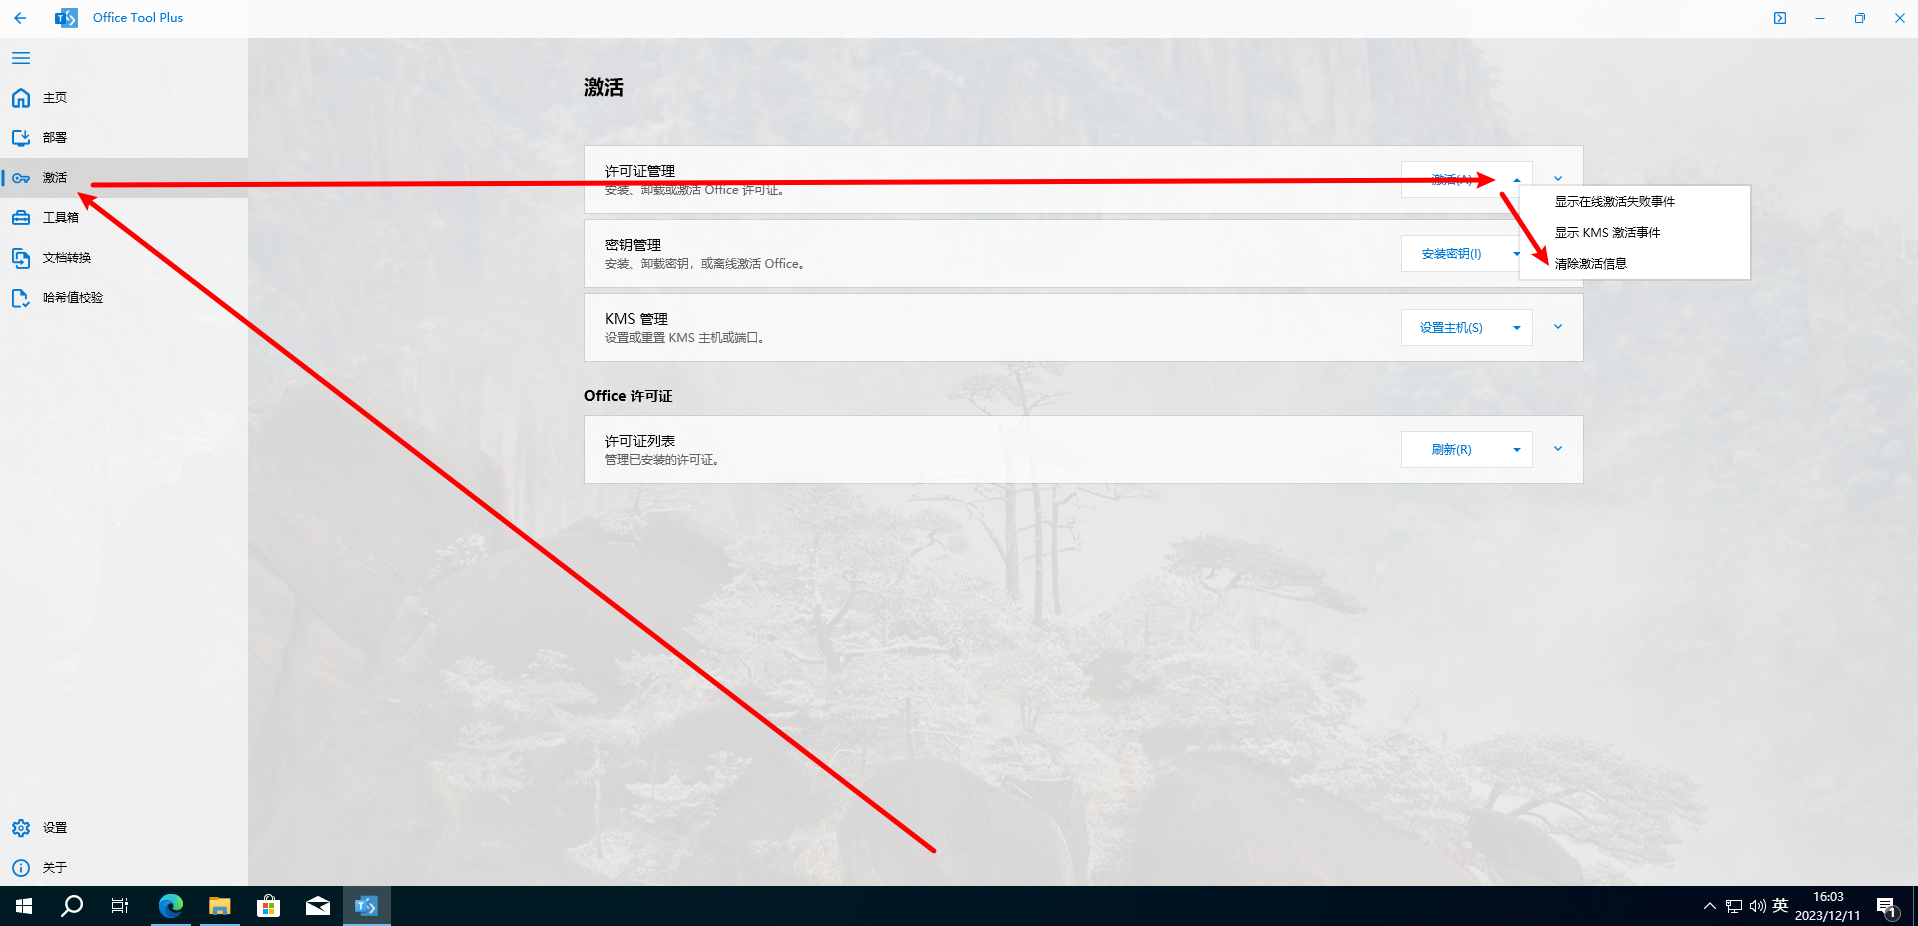 Office Tool Plus
主页
部署
激活
工具箱
文档转换
哈希值校验
设置
关于
激活
许可证管理
安装、卸载或激活 Office 许可证。
激活(A)
显示在线激活失败事件
显示 KMS 激活事件
清除激活信息
密钥管理
安装、卸载密钥，或离线激活 Office。
安装密钥(I)
KMS 管理
设置或重置 KMS 主机或端口。
设置主机(S)
Office 许可证
许可证列表
管理已安装的许可证。
刷新(R)
英
16:03
2023/12/11
1